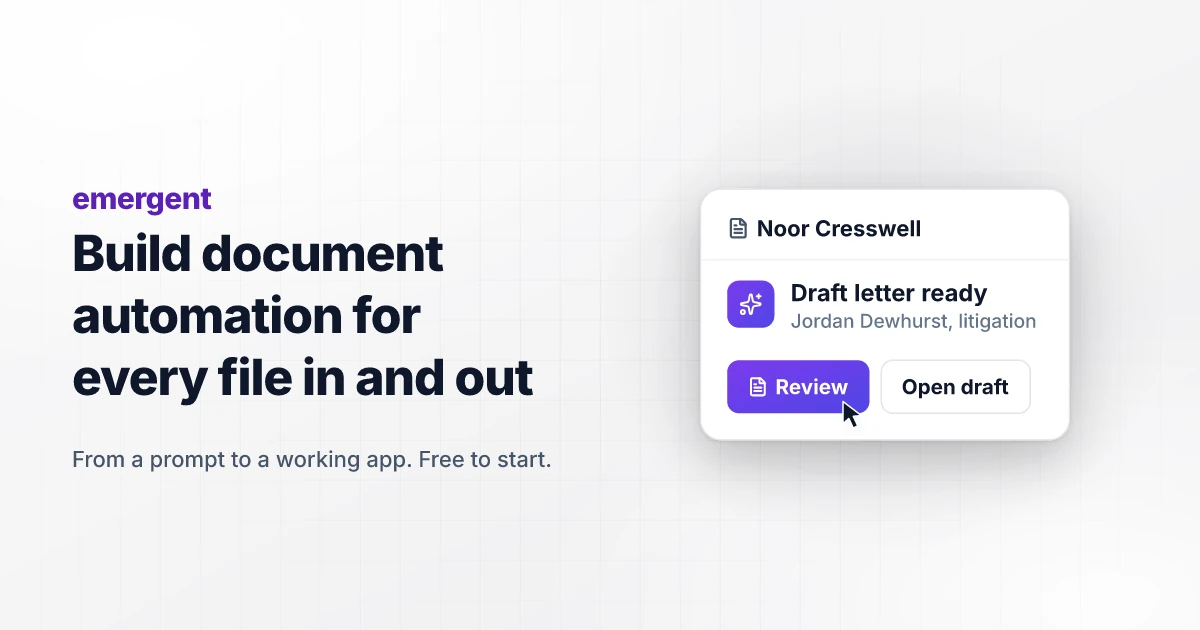 emergent
Build document
automation for
every file in and out
From a prompt to a working app. Free to start.
Noor Cresswell
Draft letter ready
Jordan Dewhurst, litigation
Review
Open draft